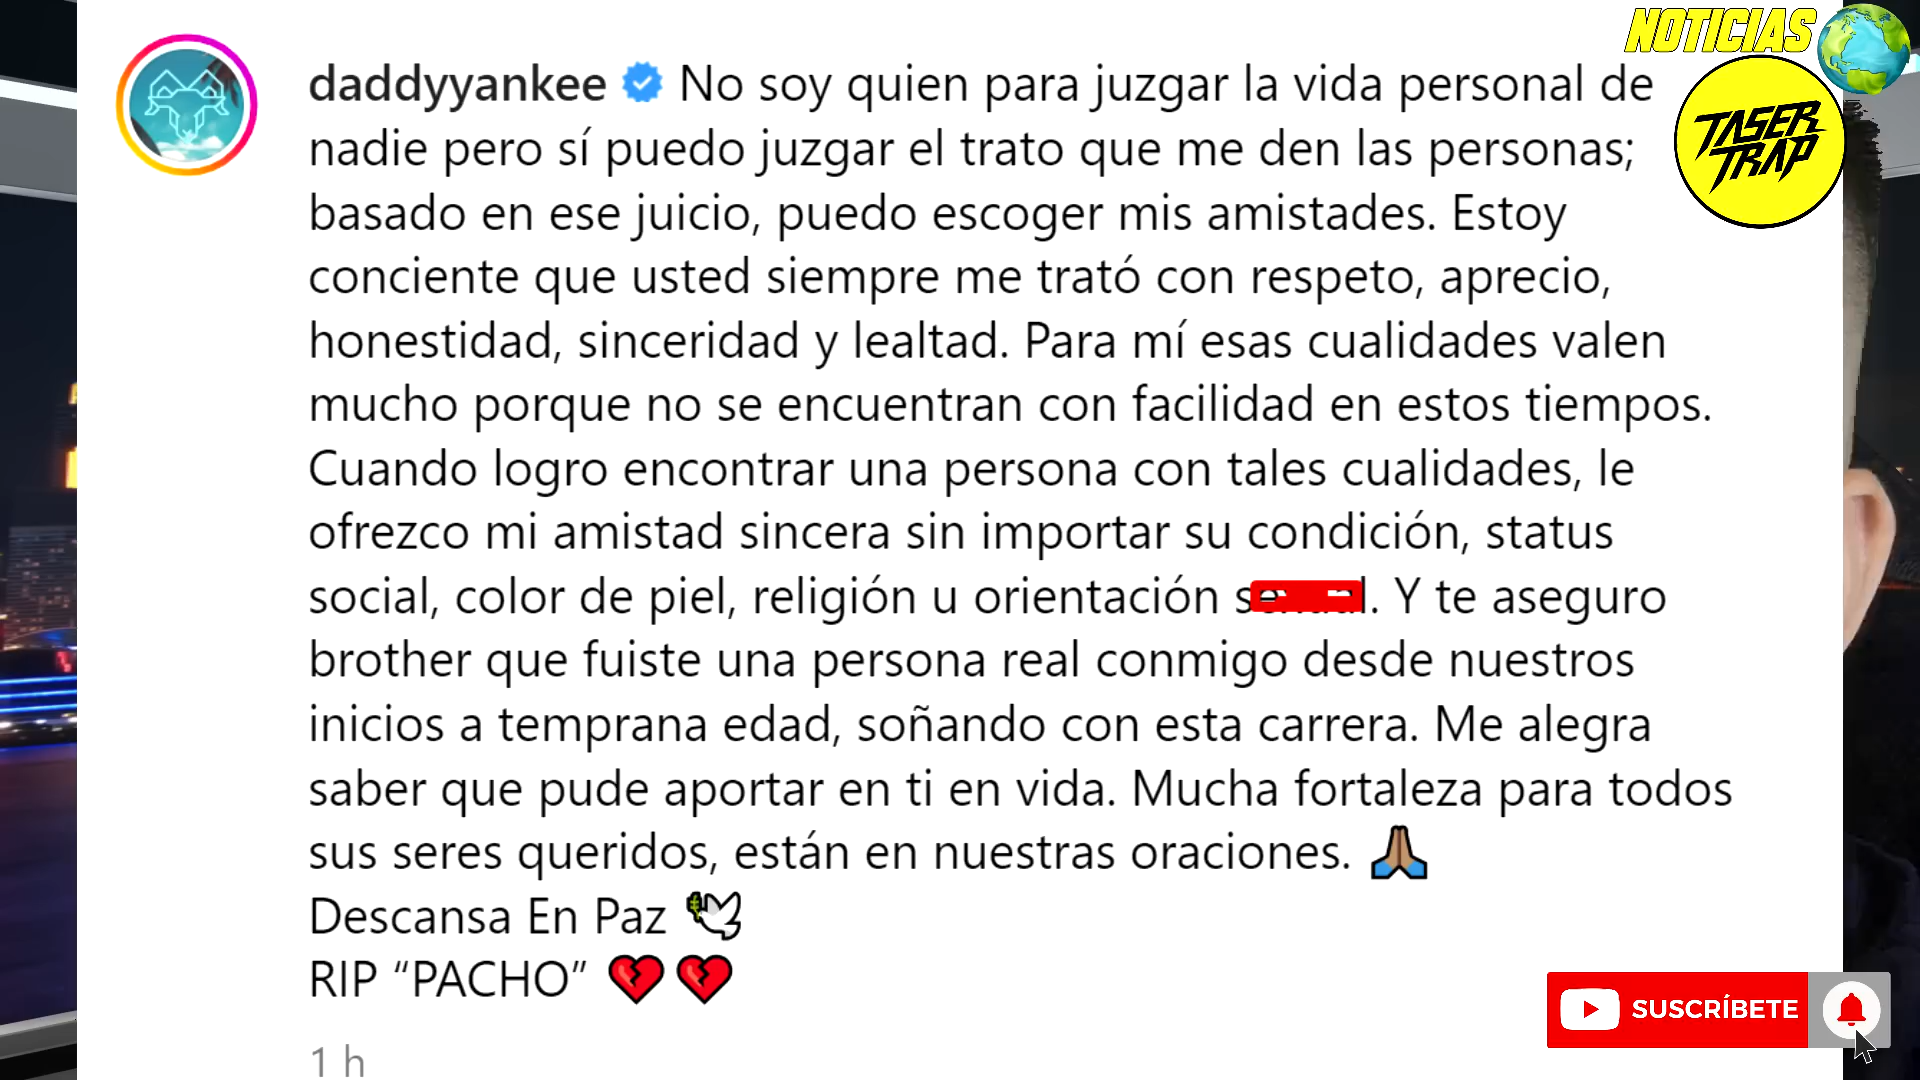 NOTICIAS
TASER
TRAP
daddyyankee No soy quien para juzgar la vida personal de
nadie pero sí puedo juzgar el trato que me den las personas;
basado en ese juicio, puedo escoger mis amistades. Estoy
conciente que usted siempre me trató con respeto, aprecio,
honestidad, sinceridad y lealtad. Para mí esas cualidades valen
mucho porque no se encuentran con facilidad en estos tiempos.
Cuando logro encontrar una persona con tales cualidades, le
ofrezco mi amistad sincera sin importar su condición, status
social, color de piel, religión u orientación . Y te aseguro
brother que fuiste una persona real conmigo desde nuestros
inicios a temprana edad, soñando con esta carrera. Me alegra
saber que pude aportar en ti en vida. Mucha fortaleza para todos
sus seres queridos, están en nuestras oraciones. 🙏🏽
Descansa En Paz 🕊️
RIP “PACHO” 💔💔
1 h
SUSCRÍBETE